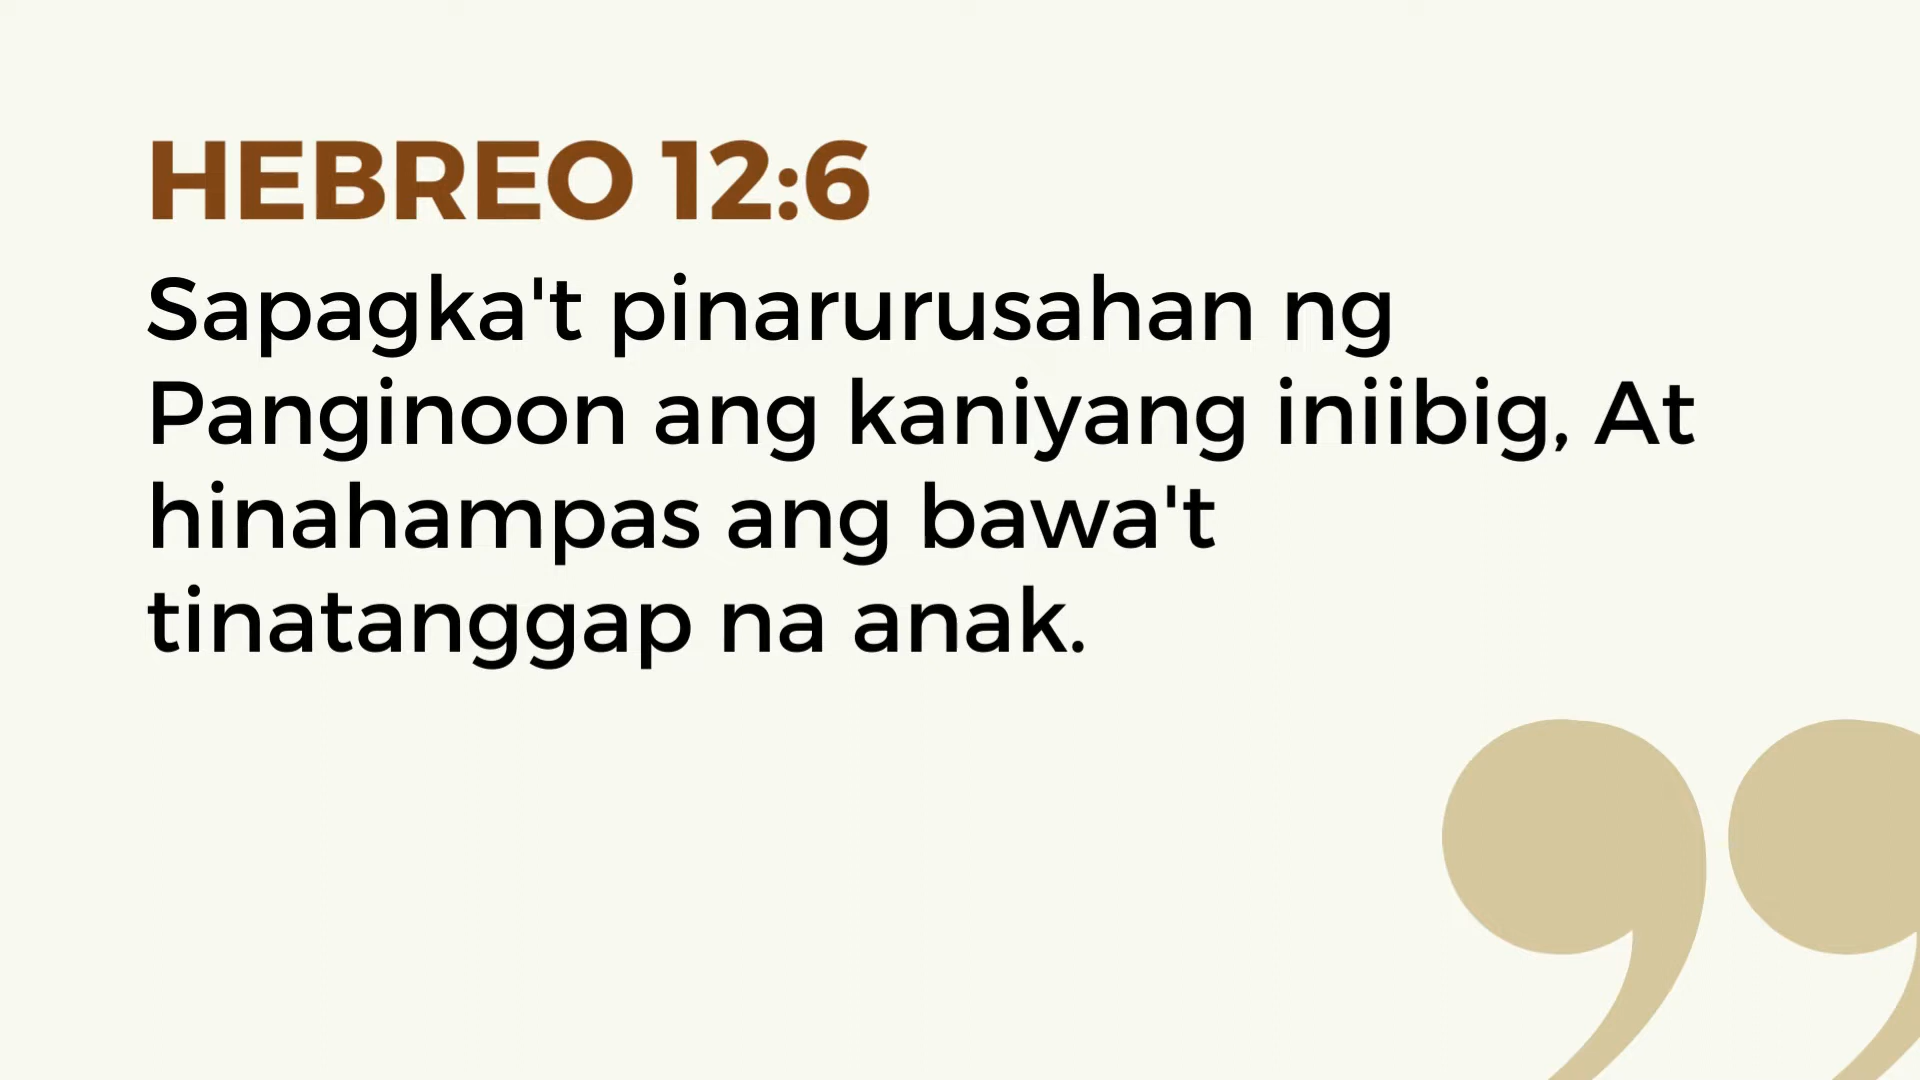 HEBREO 12:6
Sapagka't pinarurusahan ng
Panginoon ang kaniyang iniibig, At
hinahampas ang bawa't
tinatanggap na anak.